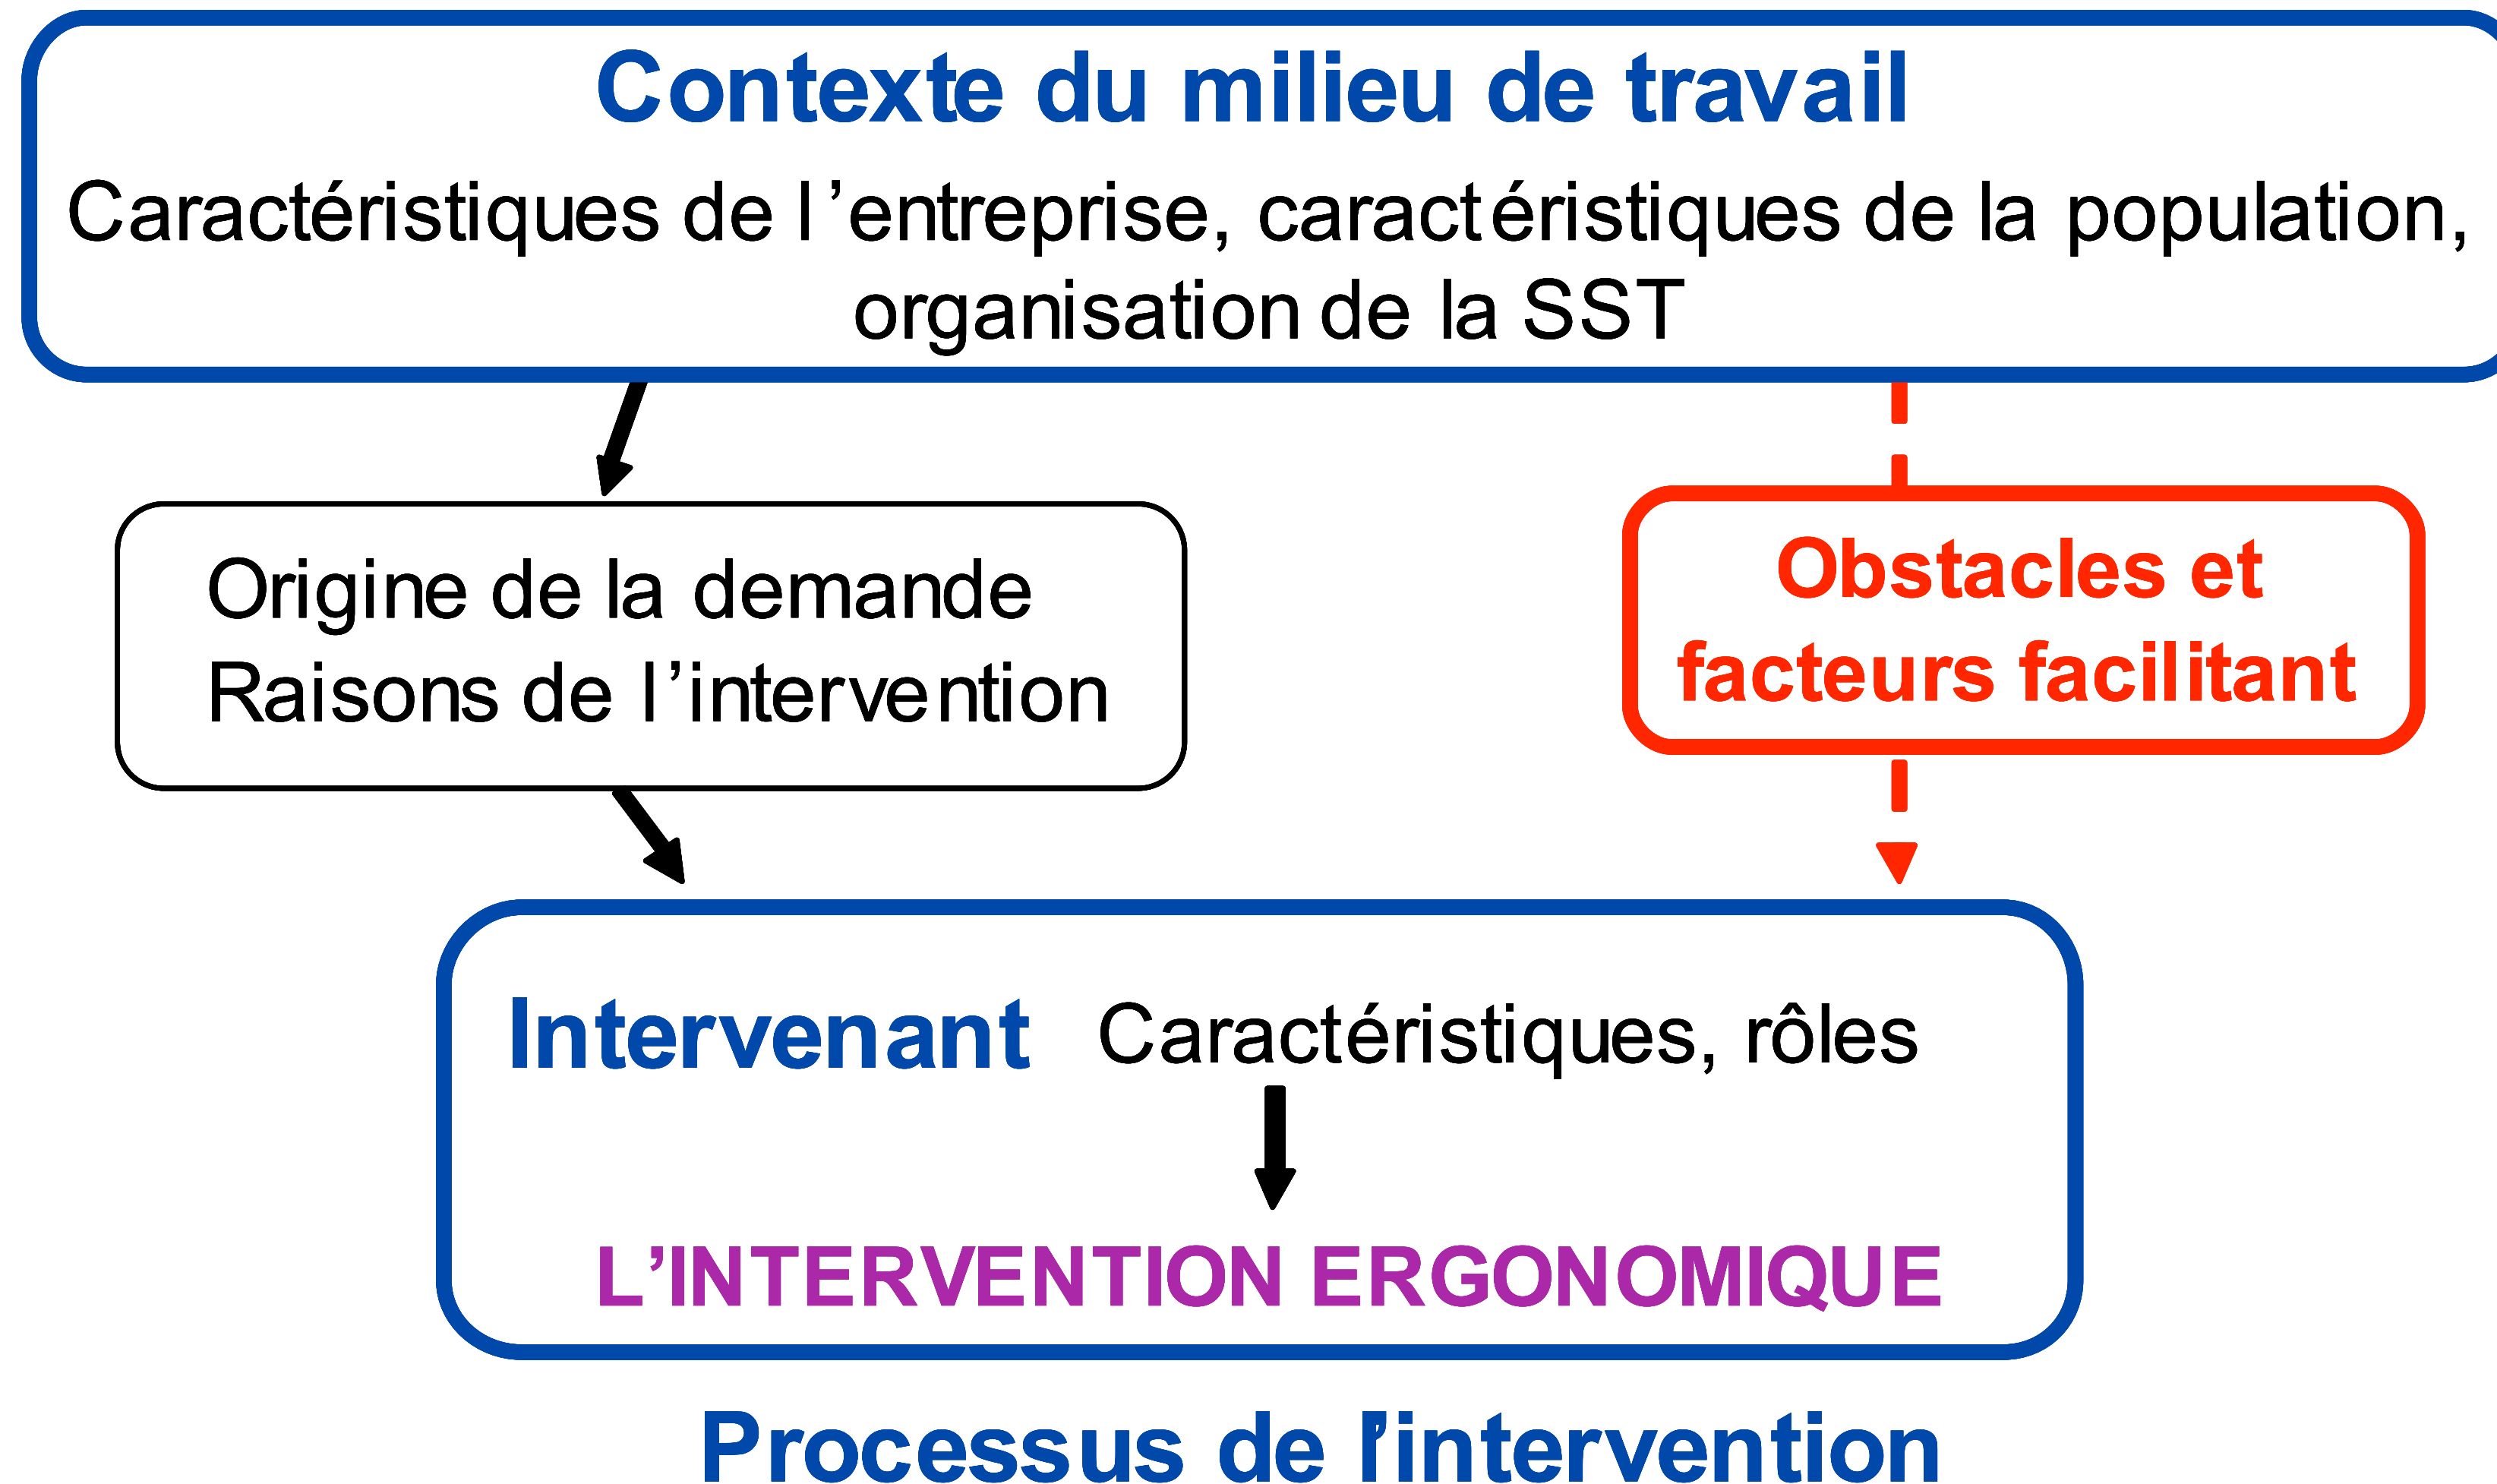 Contexte du milieu de travail
Caractéristiques de l'entreprise, caractéristiques de la population,
organisation de la SST
Origine de la demande
Raisons de l'intervention
Obstacles et
facteurs facilitant
Intervenant Caractéristiques, rôles
L'INTERVENTION ERGONOMIQUE
Processus de l'intervention